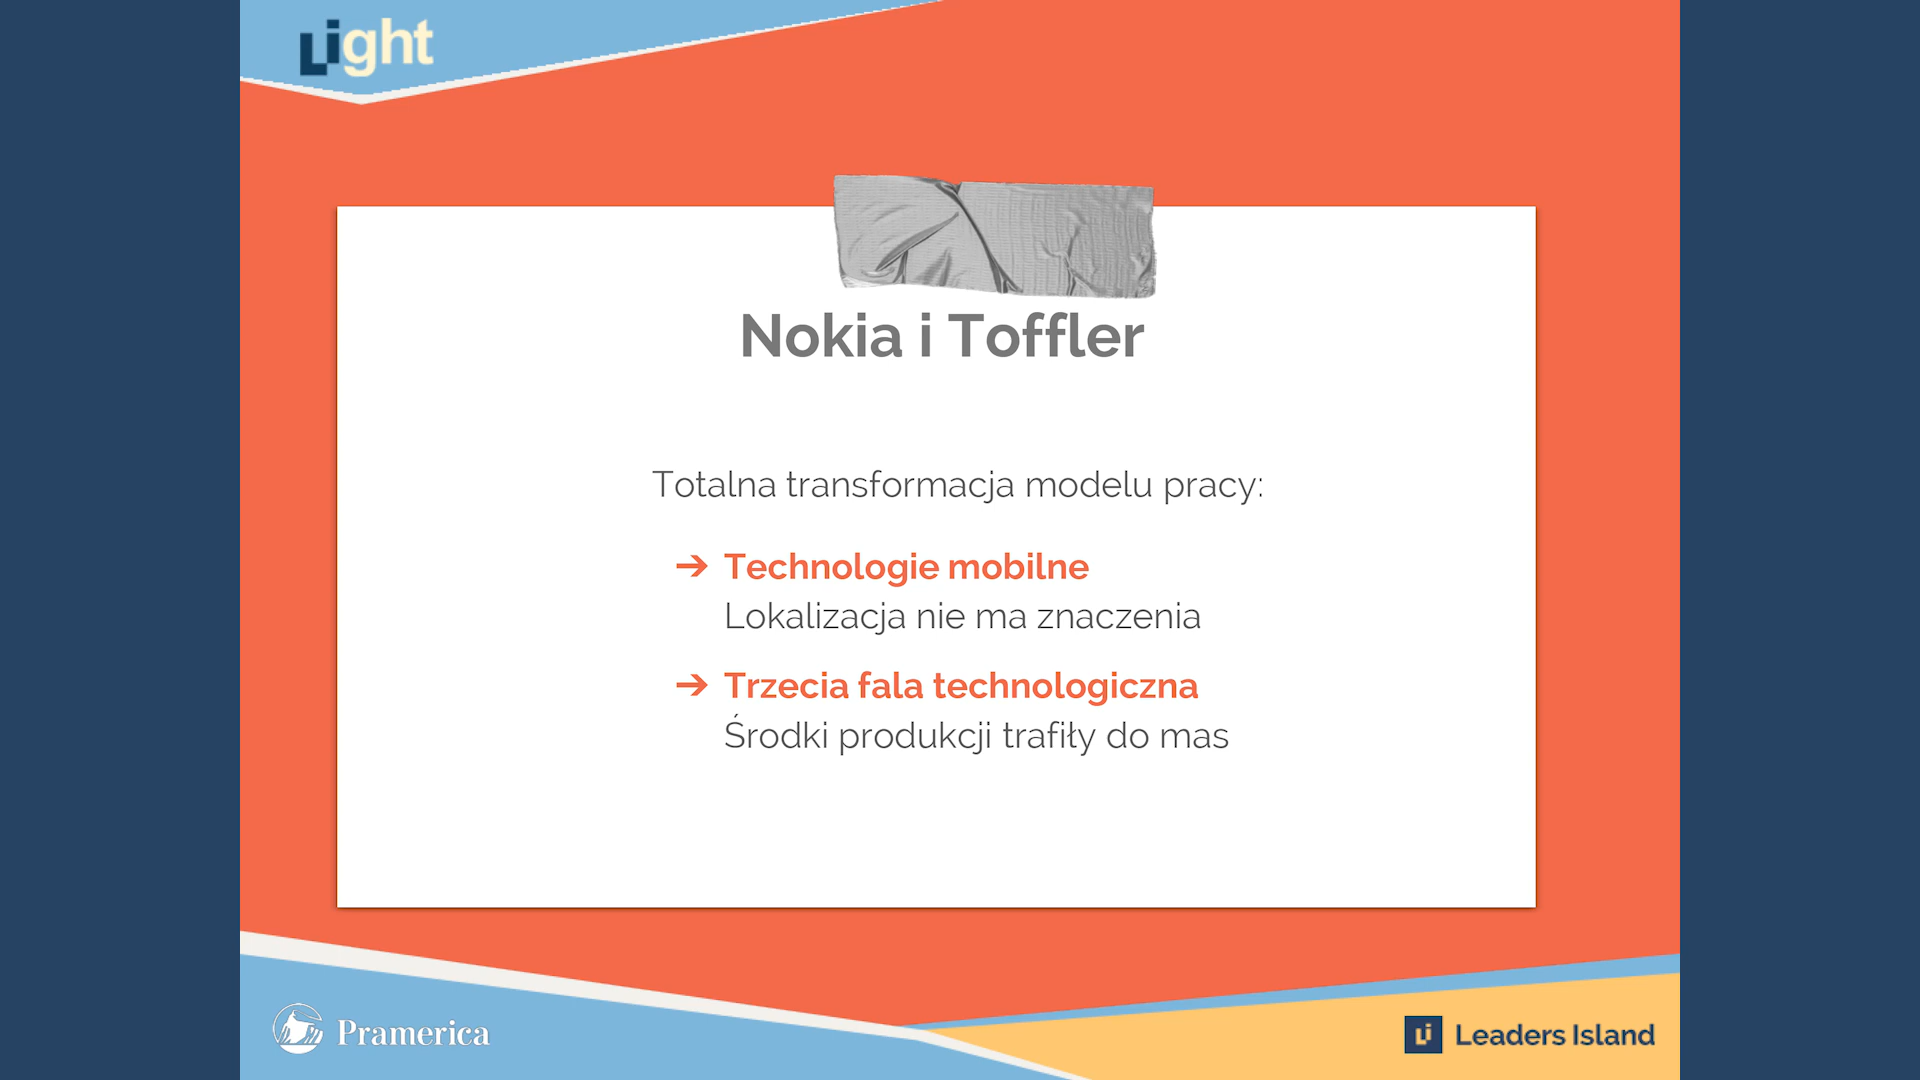 Light
Nokia i Toffler
Totalna transformacja modelu pracy:
➔ Technologie mobilne
Lokalizacja nie ma znaczenia
➔ Trzecia fala technologiczna
Środki produkcji trafiły do mas
Pramerica
Li Leaders Island